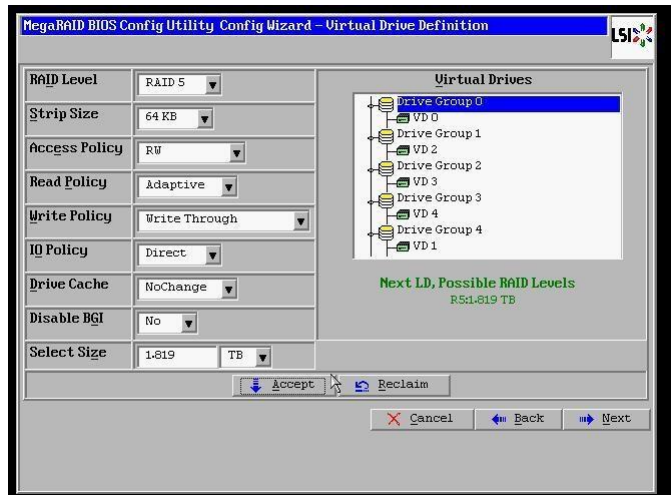 MegaRAID BIOS Config Utility Config Wizard – Virtual Drive Definition
LSI
RAID Level
RAID 5
Strip Size
64 KB
Access Policy
RW
Read Policy
Adaptive
Write Policy
Write Through
IO Policy
Direct
Drive Cache
NoChange
Disable BGI
No
Select Size
1.819
TB
Virtual Drives
Drive Group 0
VD 0
Drive Group 1
VD 2
Drive Group 2
VD 3
Drive Group 3
VD 4
Drive Group 4
VD 1
Next LD, Possible RAID Levels
R5:1.819 TB
Accept
Reclaim
Cancel
Back
Next